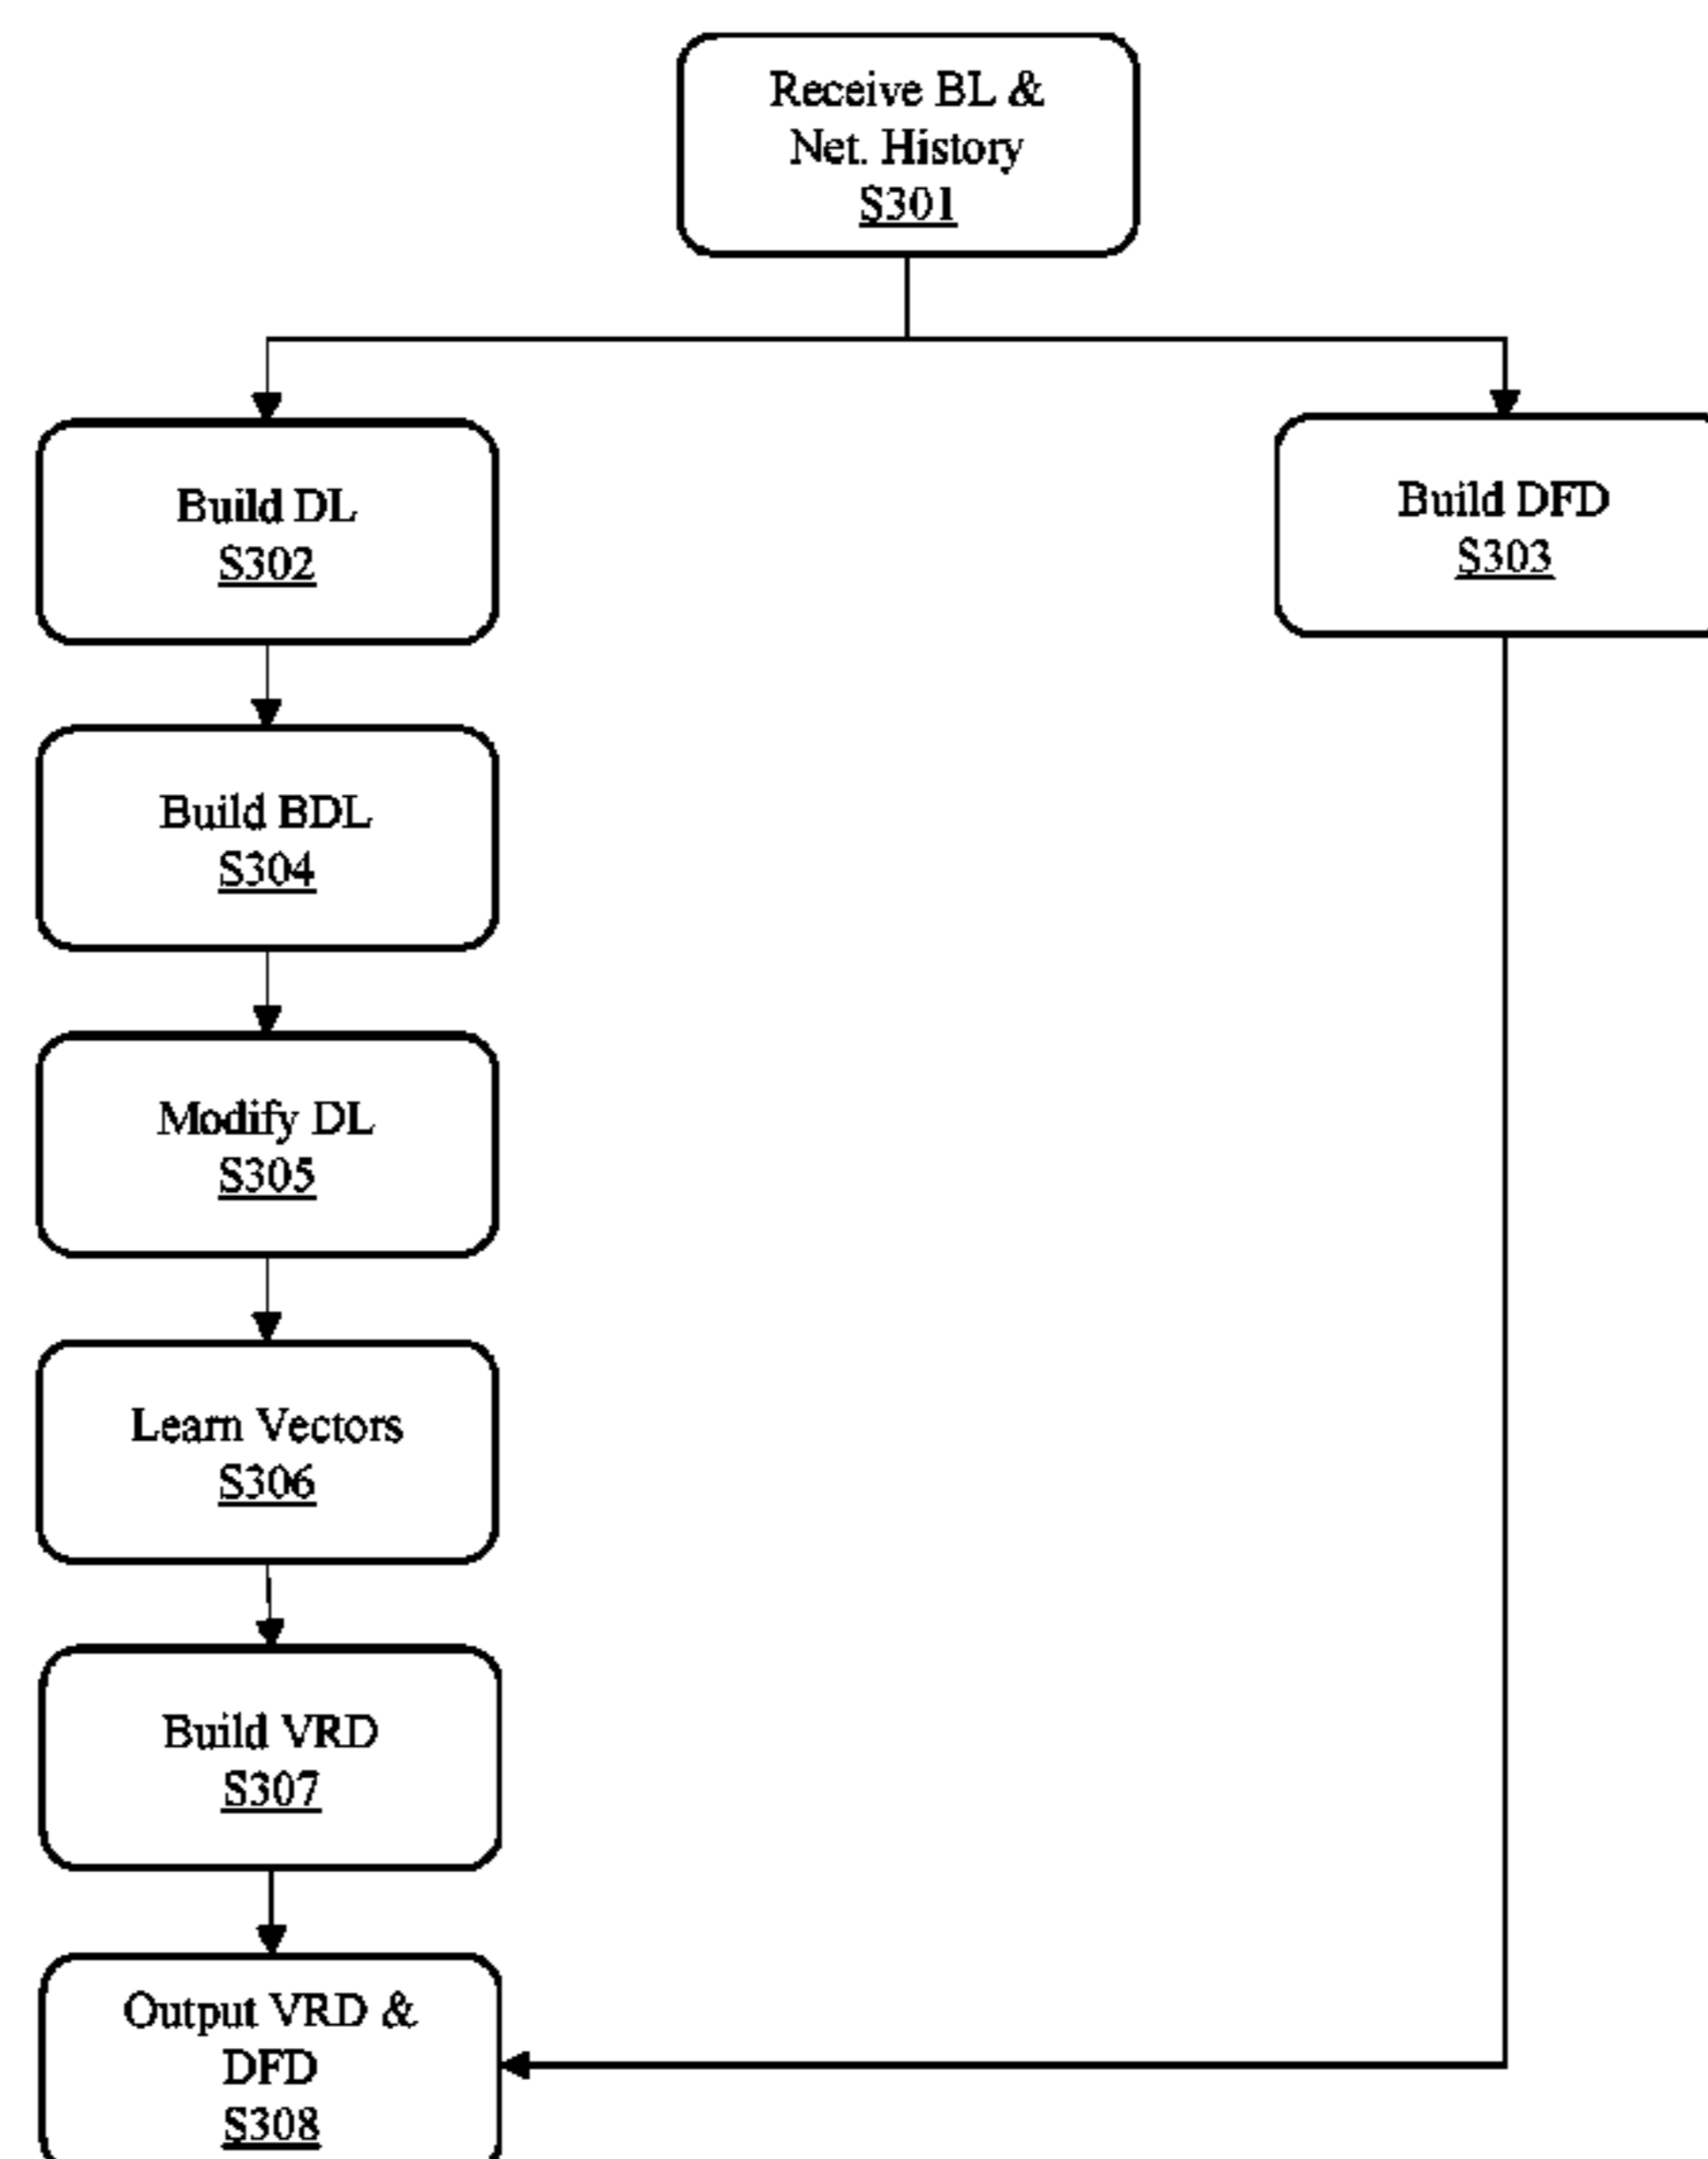 Receive BL &
Net. History
S301
Build DL
S302
Build DFD
S303
Build BDL
S304
Modify DL
S305
Learn Vectors
S306
Build VRD
S307
Output VRD &
DFD
S308